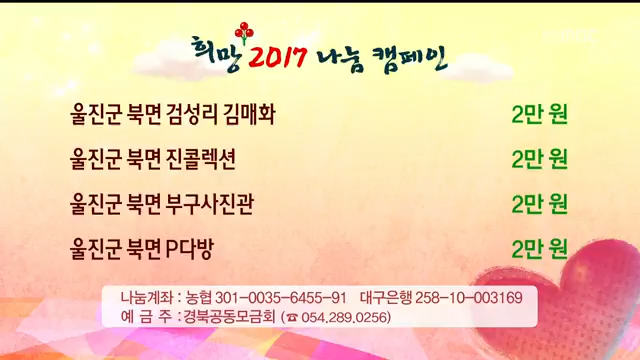 희망 2017 나눔 캠페인
울진군 북면 검성리 김매화 2만 원
울진군 북면 진콜렉션 2만 원
울진군 북면 부구사진관 2만 원
울진군 북면 P다방 2만 원
나눔계좌 : 농협 301-0035-6455-91 대구은행 258-10-003169
예 금 주 : 경북공동모금회 (☎ 054.289.0256)